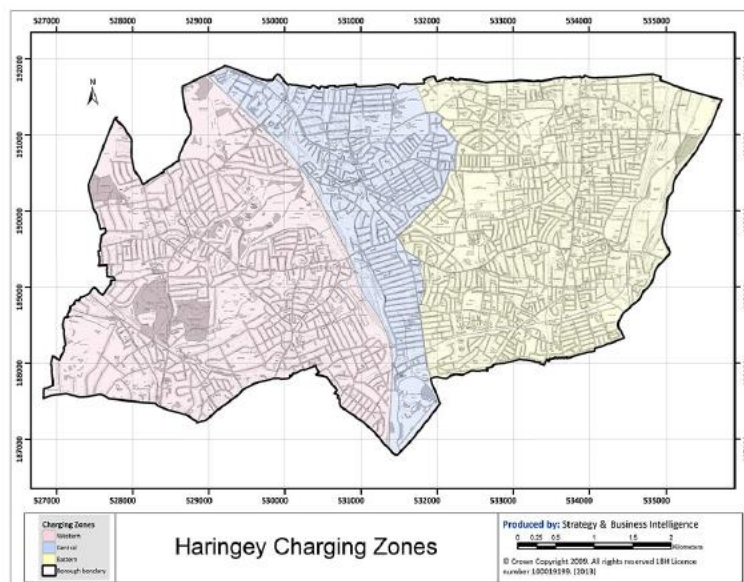 527000 528000 529000 530000 531000 532000 533000 534000 535000
192000
191000
190000
189000
188000
187000
N
527000 528000 529000 530000 531000 532000 533000 534000 535000
Charging Zones
Western
Central
Eastern
Borough boundary
Haringey Charging Zones
Produced by: Strategy & Business Intelligence
0 0.25 0.5 1 1.5 2
Kilometers
© Crown Copyright 2009. All rights reserved LBH Licence
number 100019199. (2013)